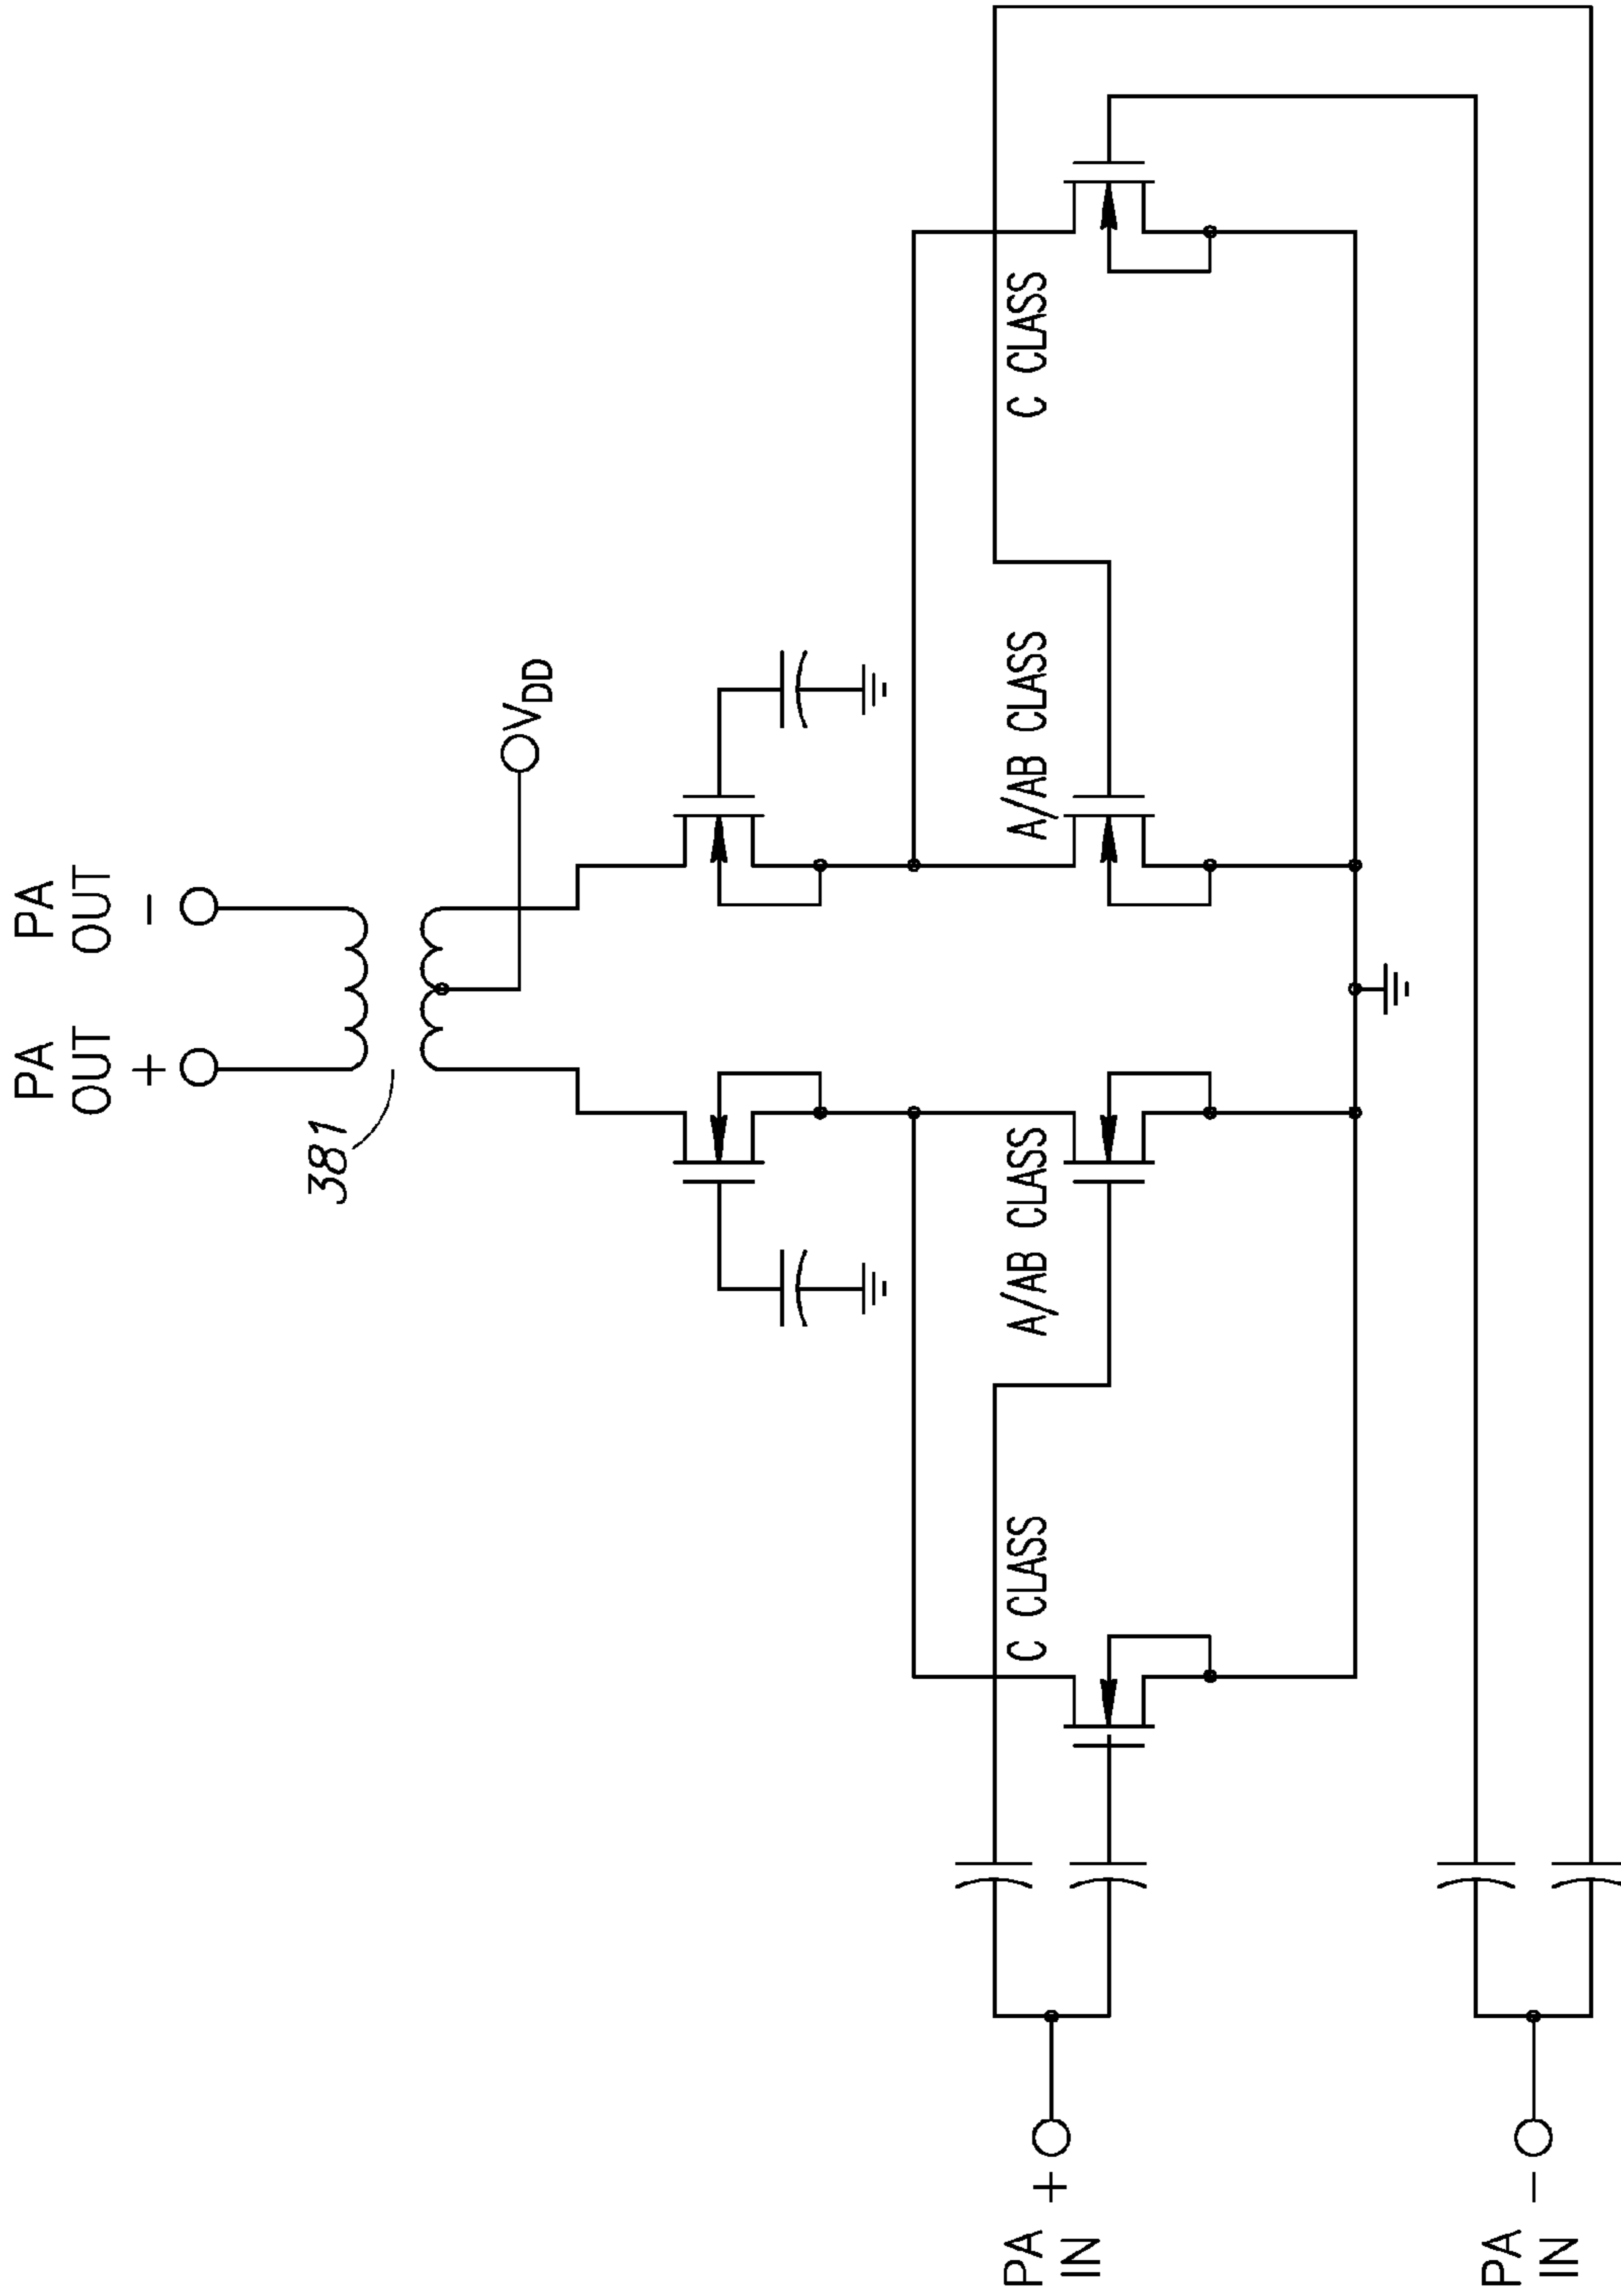 PA
OUT
+
PA
OUT
−
381
VDD
C CLASS
A/AB CLASS
A/AB CLASS
C CLASS
PA
IN
+
PA
IN
−